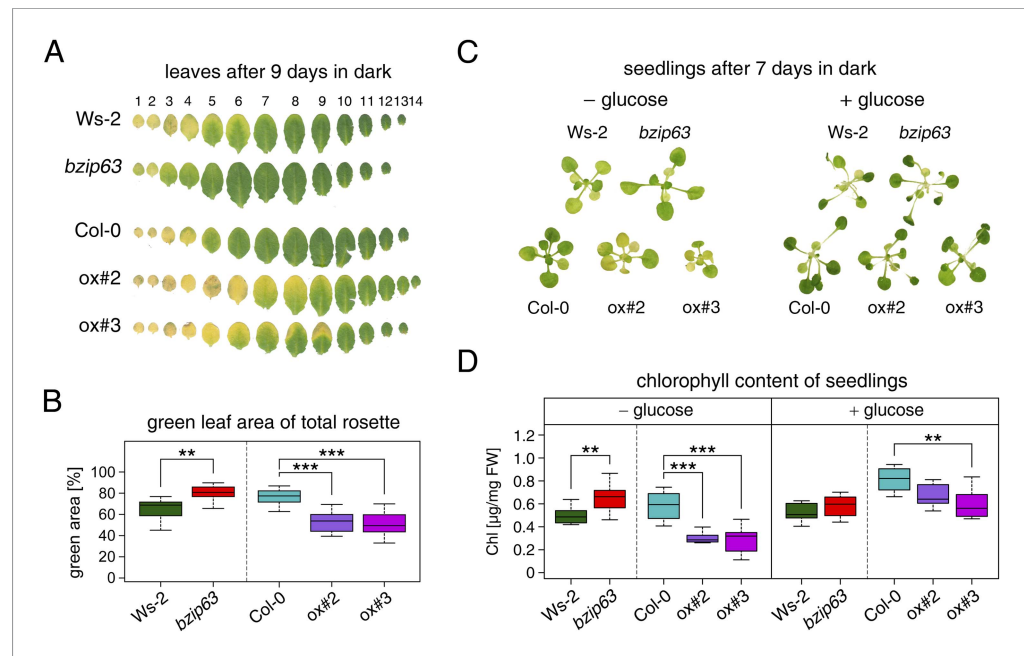 A
leaves after 9 days in dark
1 2 3 4 5 6 7 8 9 10 11 12 13 14
Ws-2
bzip63
Col-0
ox#2
ox#3
B
green leaf area of total rosette
green area [%]
100
80
60
40
20
0
**
***
***
Ws-2
bzip63
Col-0
ox#2
ox#3
C
seedlings after 7 days in dark
– glucose
+ glucose
Ws-2 bzip63
Ws-2 bzip63
Col-0 ox#2 ox#3
Col-0 ox#2 ox#3
D
chlorophyll content of seedlings
– glucose
+ glucose
Chl [µg/mg FW]
1.2
1.0
0.8
0.6
0.4
0.2
0
**
***
***
**
Ws-2
bzip63
Col-0
ox#2
ox#3
Ws-2
bzip63
Col-0
ox#2
ox#3